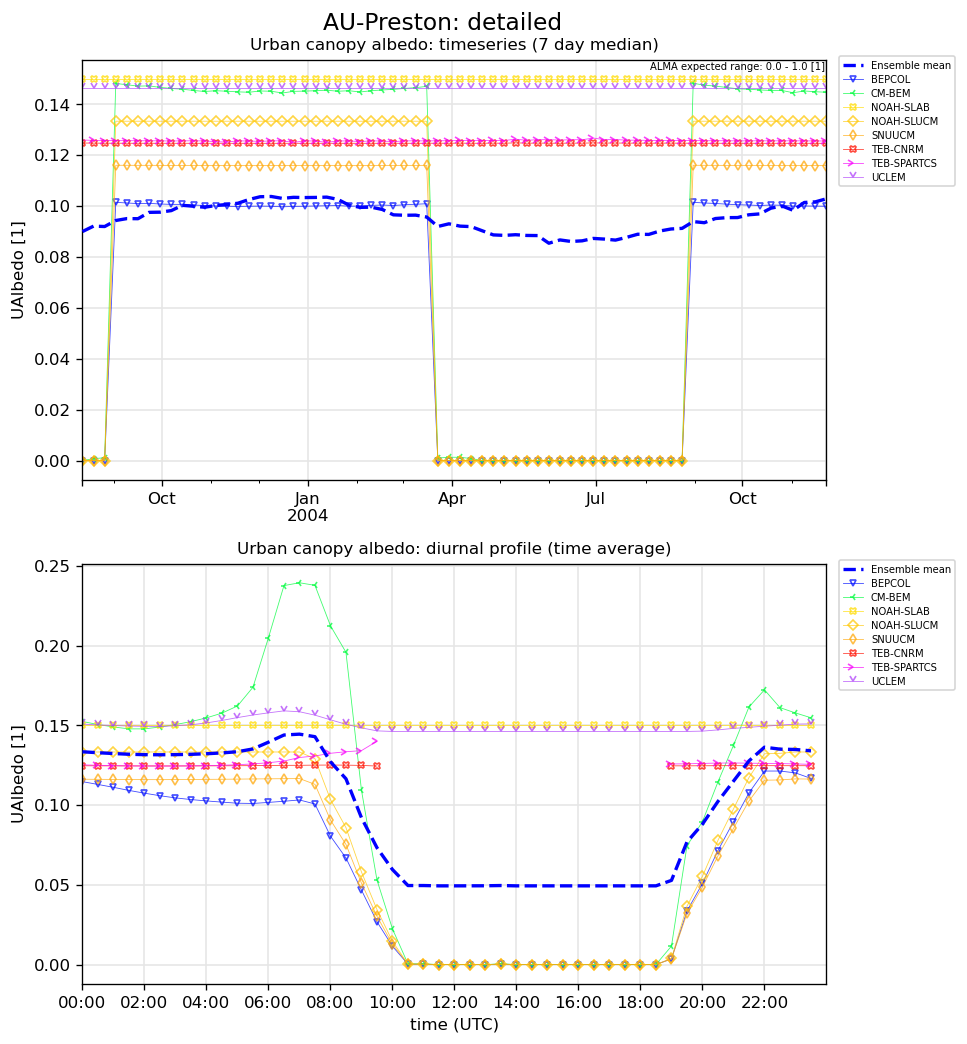 AU-Preston: detailed
Urban canopy albedo: timeseries (7 day median)
ALMA expected range: 0.0 - 1.0 [1]
UAlbedo [1]
0.14
0.12
0.10
0.08
0.06
0.04
0.02
0.00
Oct
Jan
2004
Apr
Jul
Oct
Ensemble mean
BEPCOL
CM-BEM
NOAH-SLAB
NOAH-SLUCM
SNUUCM
TEB-CNRM
TEB-SPARTCS
UCLEM
Urban canopy albedo: diurnal profile (time average)
UAlbedo [1]
0.25
0.20
0.15
0.10
0.05
0.00
00:00 02:00 04:00 06:00 08:00 10:00 12:00 14:00 16:00 18:00 20:00 22:00
time (UTC)
Ensemble mean
BEPCOL
CM-BEM
NOAH-SLAB
NOAH-SLUCM
SNUUCM
TEB-CNRM
TEB-SPARTCS
UCLEM